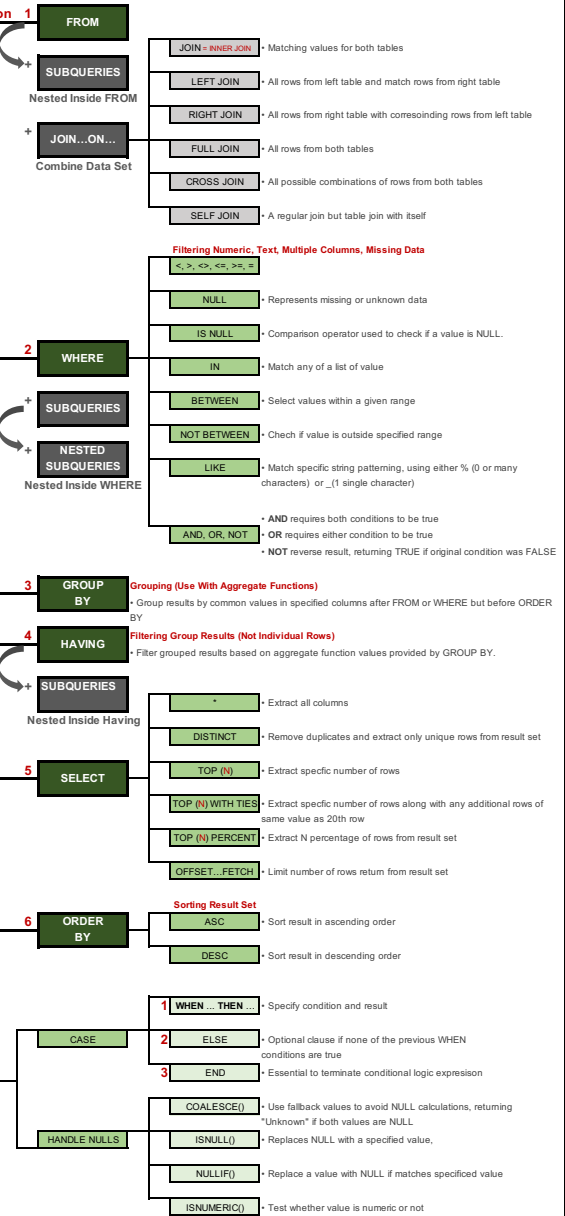 on 1
FROM
+
SUBQUERIES
Nested Inside FROM
+
JOIN...ON...
Combine Data Set
JOIN = INNER JOIN
• Matching values for both tables
LEFT JOIN
• All rows from left table and match rows from right table
RIGHT JOIN
• All rows from right table with corresoinding rows from left table
FULL JOIN
• All rows from both tables
CROSS JOIN
• All possible combinations of rows from both tables
SELF JOIN
• A regular join but table join with itself
2
WHERE
+
SUBQUERIES
+
NESTED
SUBQUERIES
Nested Inside WHERE
Filtering Numeric, Text, Multiple Columns, Missing Data
<, >, <>, <=, >=, =
NULL
• Represents missing or unknown data
IS NULL
• Comparison operator used to check if a value is NULL.
IN
• Match any of a list of value
BETWEEN
• Select values within a given range
NOT BETWEEN
• Chech if value is outside specified range
LIKE
• Match specific string patterning, using either % (0 or many
characters) or _(1 single character)
AND, OR, NOT
• AND requires both conditions to be true
• OR requires either condition to be true
• NOT reverse result, returning TRUE if original condition was FALSE
3
GROUP
BY
Grouping (Use With Aggregate Functions)
• Group results by common values in specified columns after FROM or WHERE but before ORDER
BY
4
HAVING
Filtering Group Results (Not Individual Rows)
• Filter grouped results based on aggregate function values provided by GROUP BY.
+
SUBQUERIES
Nested Inside Having
5
SELECT
*
• Extract all columns
DISTINCT
• Remove duplicates and extract only unique rows from result set
TOP (N)
• Extract specfic number of rows
TOP (N) WITH TIES
• Extract specfic number of rows along with any additional rows of
same value as 20th row
TOP (N) PERCENT
• Extract N percentage of rows from result set
OFFSET...FETCH
• Limit number of rows return from result set
6
ORDER
BY
Sorting Result Set
ASC
• Sort result in ascending order
DESC
• Sort result in descending order
CASE
1
WHEN ... THEN ...
• Specify condition and result
2
ELSE
• Optional clause if none of the previous WHEN
conditions are true
3
END
• Essential to terminate conditional logic expresison
HANDLE NULLS
COALESCE()
• Use fallback values to avoid NULL calculations, returning
"Unknown" if both values are NULL
ISNULL()
• Replaces NULL with a specified value,
NULLIF()
• Replace a value with NULL if matches specificed value
ISNUMERIC()
• Test whether value is numeric or not